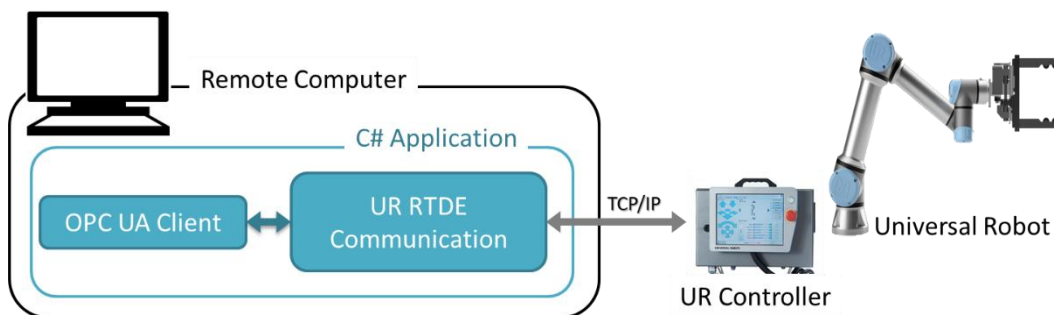 Remote Computer
C# Application
OPC UA Client
UR RTDE
Communication
TCP/IP
Universal Robot
UR Controller